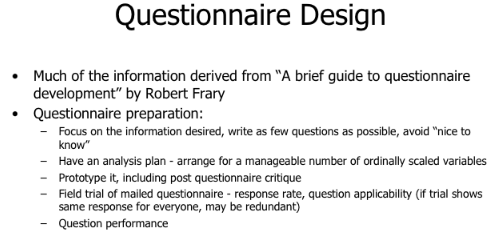 Questionnaire Design
• Much of the information derived from “A brief guide to questionnaire
development” by Robert Frary
• Questionnaire preparation:
– Focus on the information desired, write as few questions as possible, avoid “nice to
know”
– Have an analysis plan - arrange for a manageable number of ordinally scaled variables
– Prototype it, including post questionnaire critique
– Field trial of mailed questionnaire - response rate, question applicability (if trial shows
same response for everyone, may be redundant)
– Question performance